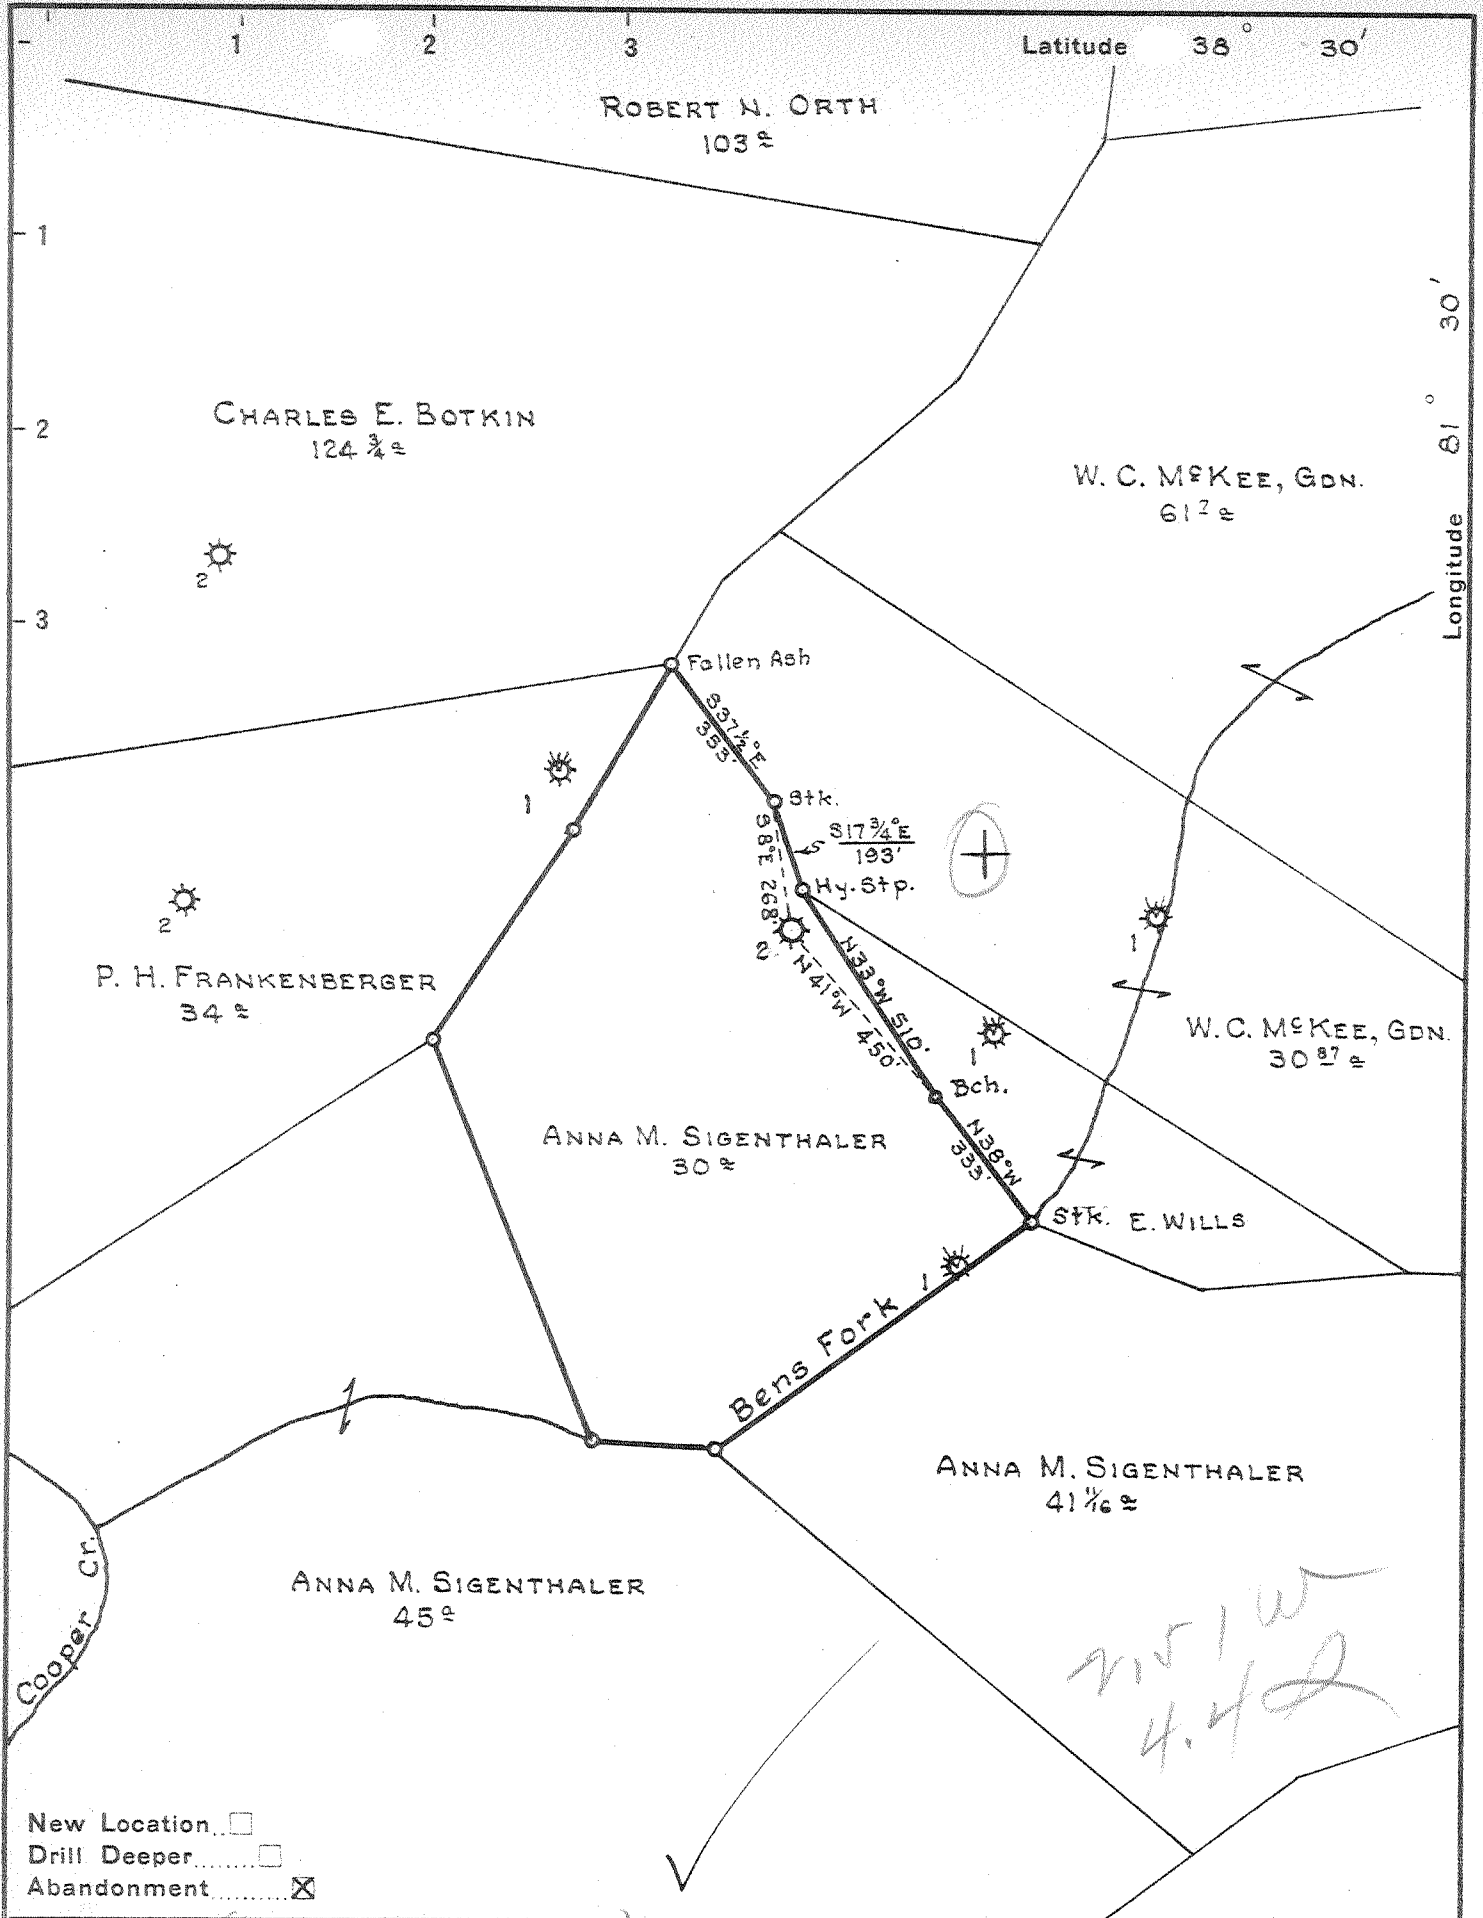 1 2 3 Latitude 38° 30'
ROBERT N. ORTH
103 a
1
2
3
Longitude 81° 30'
CHARLES E. BOTKIN
124 ¾ a
2
W. C. McKEE, GDN.
61 a
Fallen Ash
S37½°E
353'
1
Stk.
S17¾°E
193'
S8°E 268'
Hy. Stp.
2
1
2
P. H. FRANKENBERGER
34 a
N33°W 510'
N41°W 450'
1
W. C. McKEE, GDN.
30 87 a
Bch.
ANNA M. SIGENTHALER
30 a
N38°W
333'
Stk. E. WILLS
1
Bens Fork
ANNA M. SIGENTHALER
41 11/16 a
Cooper Cr.
ANNA M. SIGENTHALER
45 a
4.4
New Location
Drill Deeper
Abandonment